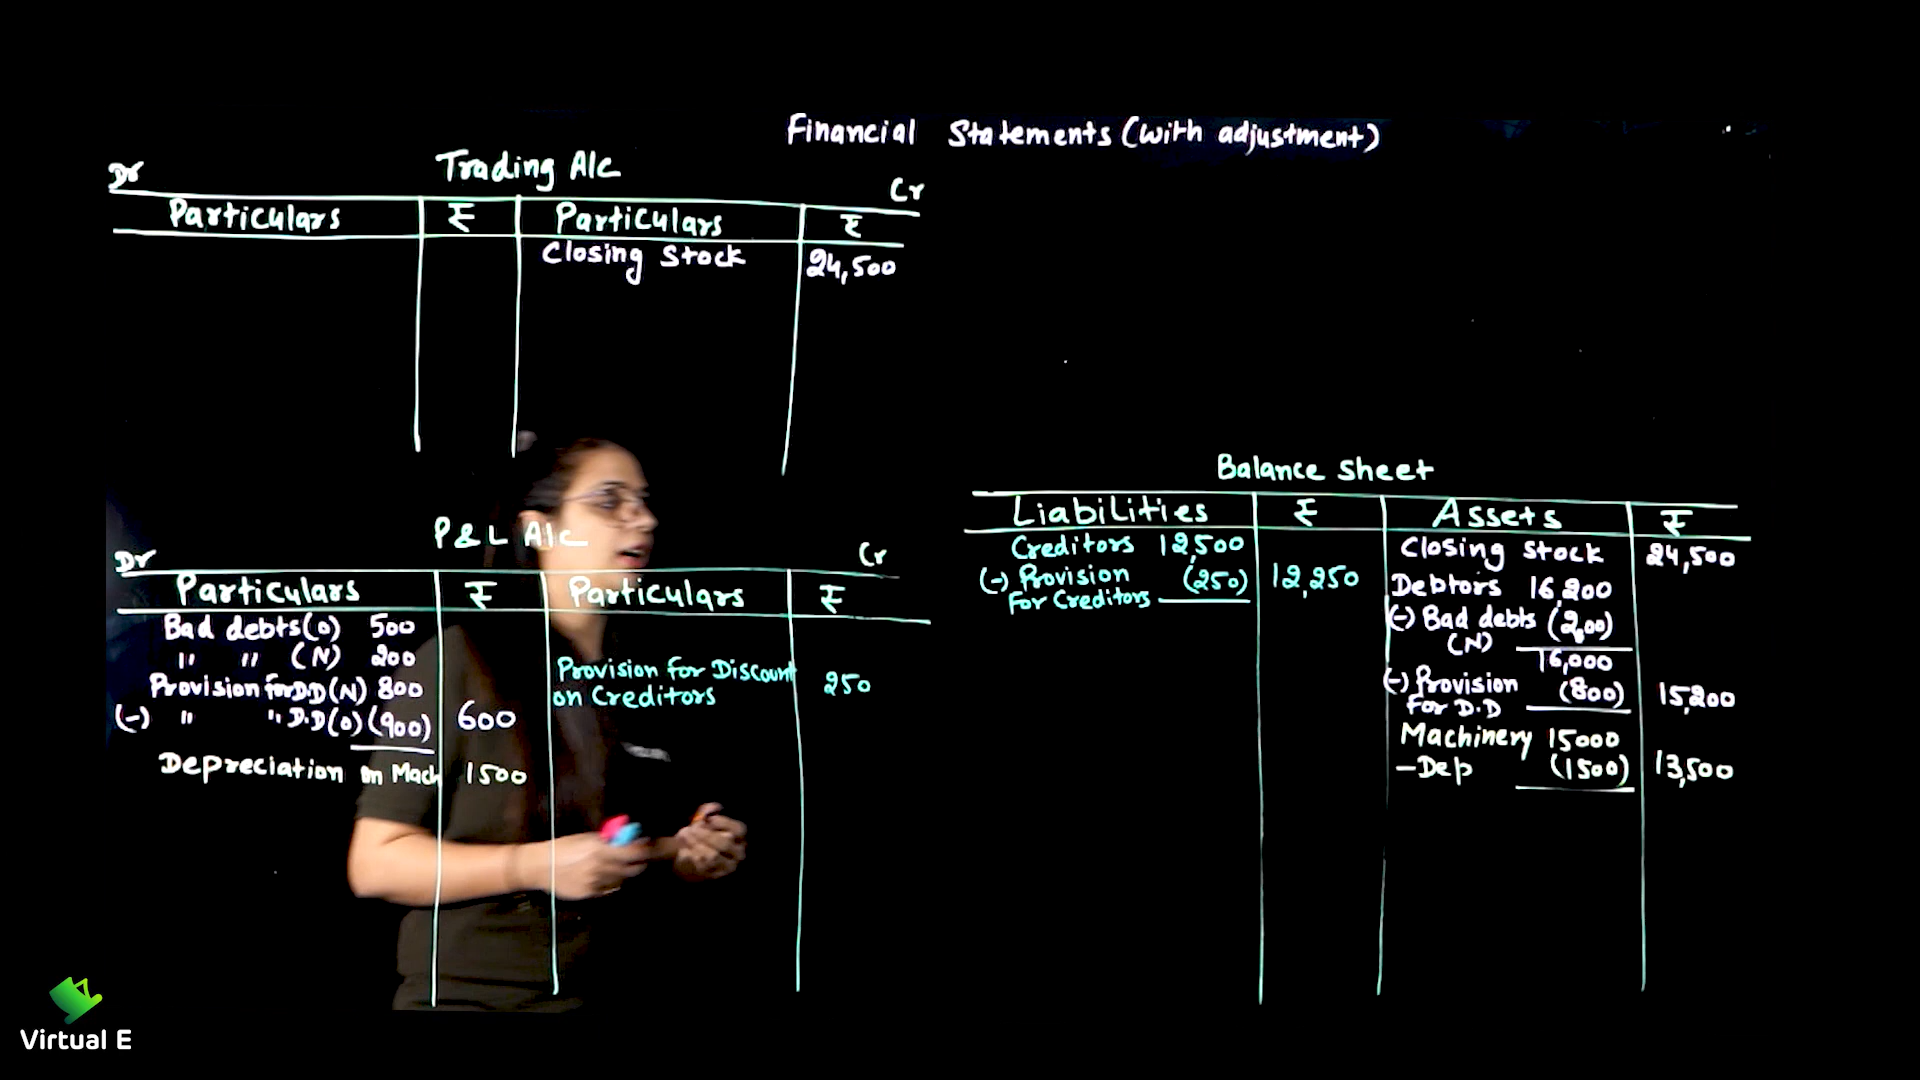 Financial Statements (with adjustment)
Trading A/c
Dr
Cr
Particulars ₹ Particulars ₹
Closing Stock 24,500
P & L A/c
Dr
Cr
Particulars ₹ Particulars ₹
Bad debts (O) 500
" " (N) 200
Provision for D.D (N) 800
(-) " " D.D (O) (900) 600
Depreciation on Mach 1500
Provision for Discount
on Creditors 250
Balance Sheet
Liabilities ₹ Assets ₹
Creditors 12,500
(-) Provision (250) 12,250
For Creditors
Closing Stock 24,500
Debtors 16,200
(-) Bad debts (200)
(N) 16,000
(-) Provision (800) 15,200
For D.D
Machinery 15000
-Dep (1500) 13,500
Virtual E